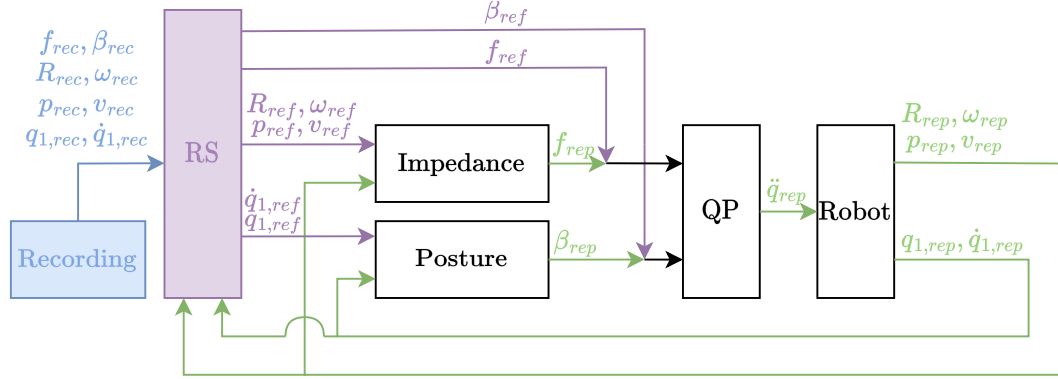 β_ref
f_rec, β_rec
f_ref
R_rec, ω_rec
R_ref, ω_ref
p_rec, v_rec
p_ref, v_ref
q_1,rec, q̇_1,rec
RS
Impedance
f_rep
QP
q̈_rep
Robot
R_rep, ω_rep
p_rep, v_rep
q̇_1,ref
q_1,ref
Recording
Posture
β_rep
q_1,rep, q̇_1,rep